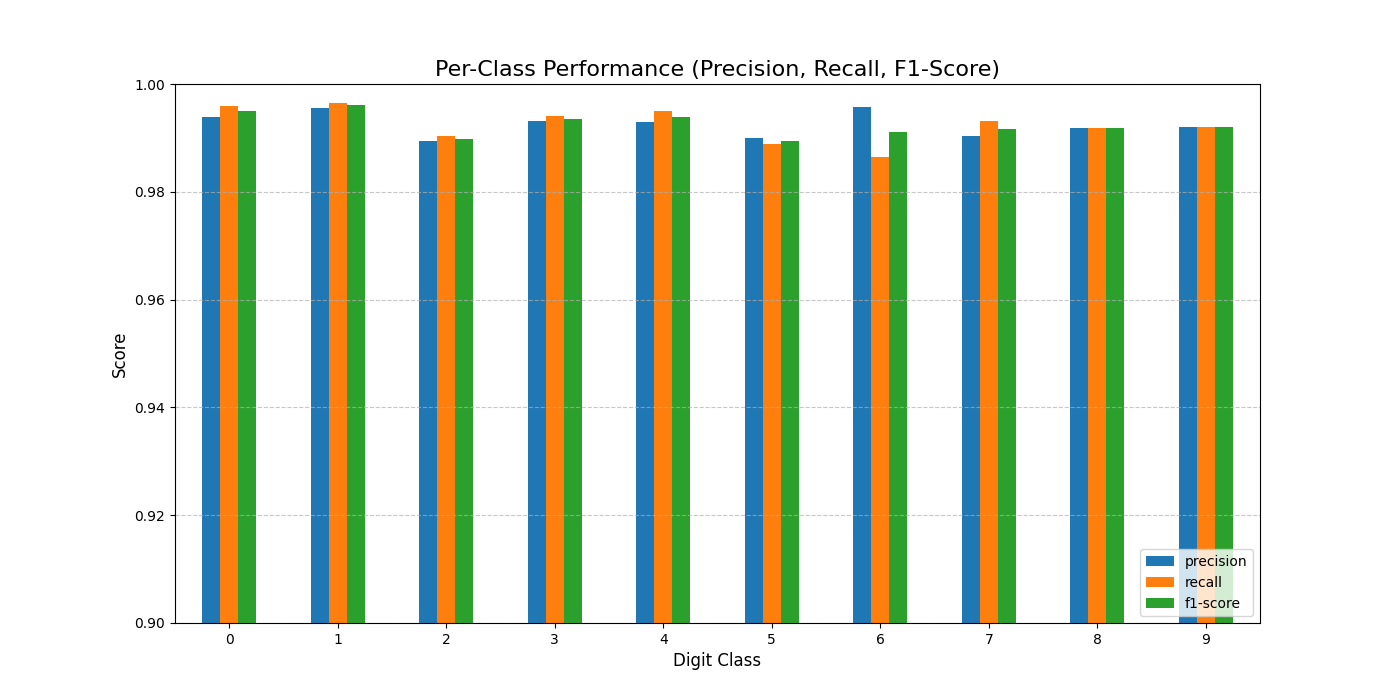 Per-Class Performance (Precision, Recall, F1-Score)
1.00
0.98
0.96
0.94
0.92
0.90
Score
0 1 2 3 4 5 6 7 8 9
Digit Class
precision
recall
f1-score